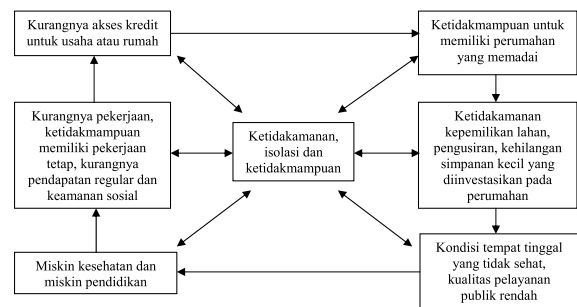 Kurangnya akses kredit
untuk usaha atau rumah
Ketidakmampuan untuk
memiliki perumahan
yang memadai
Kurangnya pekerjaan,
ketidakmampuan
memiliki pekerjaan
tetap, kurangnya
pendapatan regular dan
keamanan sosial
Ketidakamanan,
isolasi dan
ketidakmampuan
Ketidakamanan
kepemilikan lahan,
pengusiran, kehilangan
simpanan kecil yang
diinvestasikan pada
perumahan
Miskin kesehatan dan
miskin pendidikan
Kondisi tempat tinggal
yang tidak sehat,
kualitas pelayanan
publik rendah